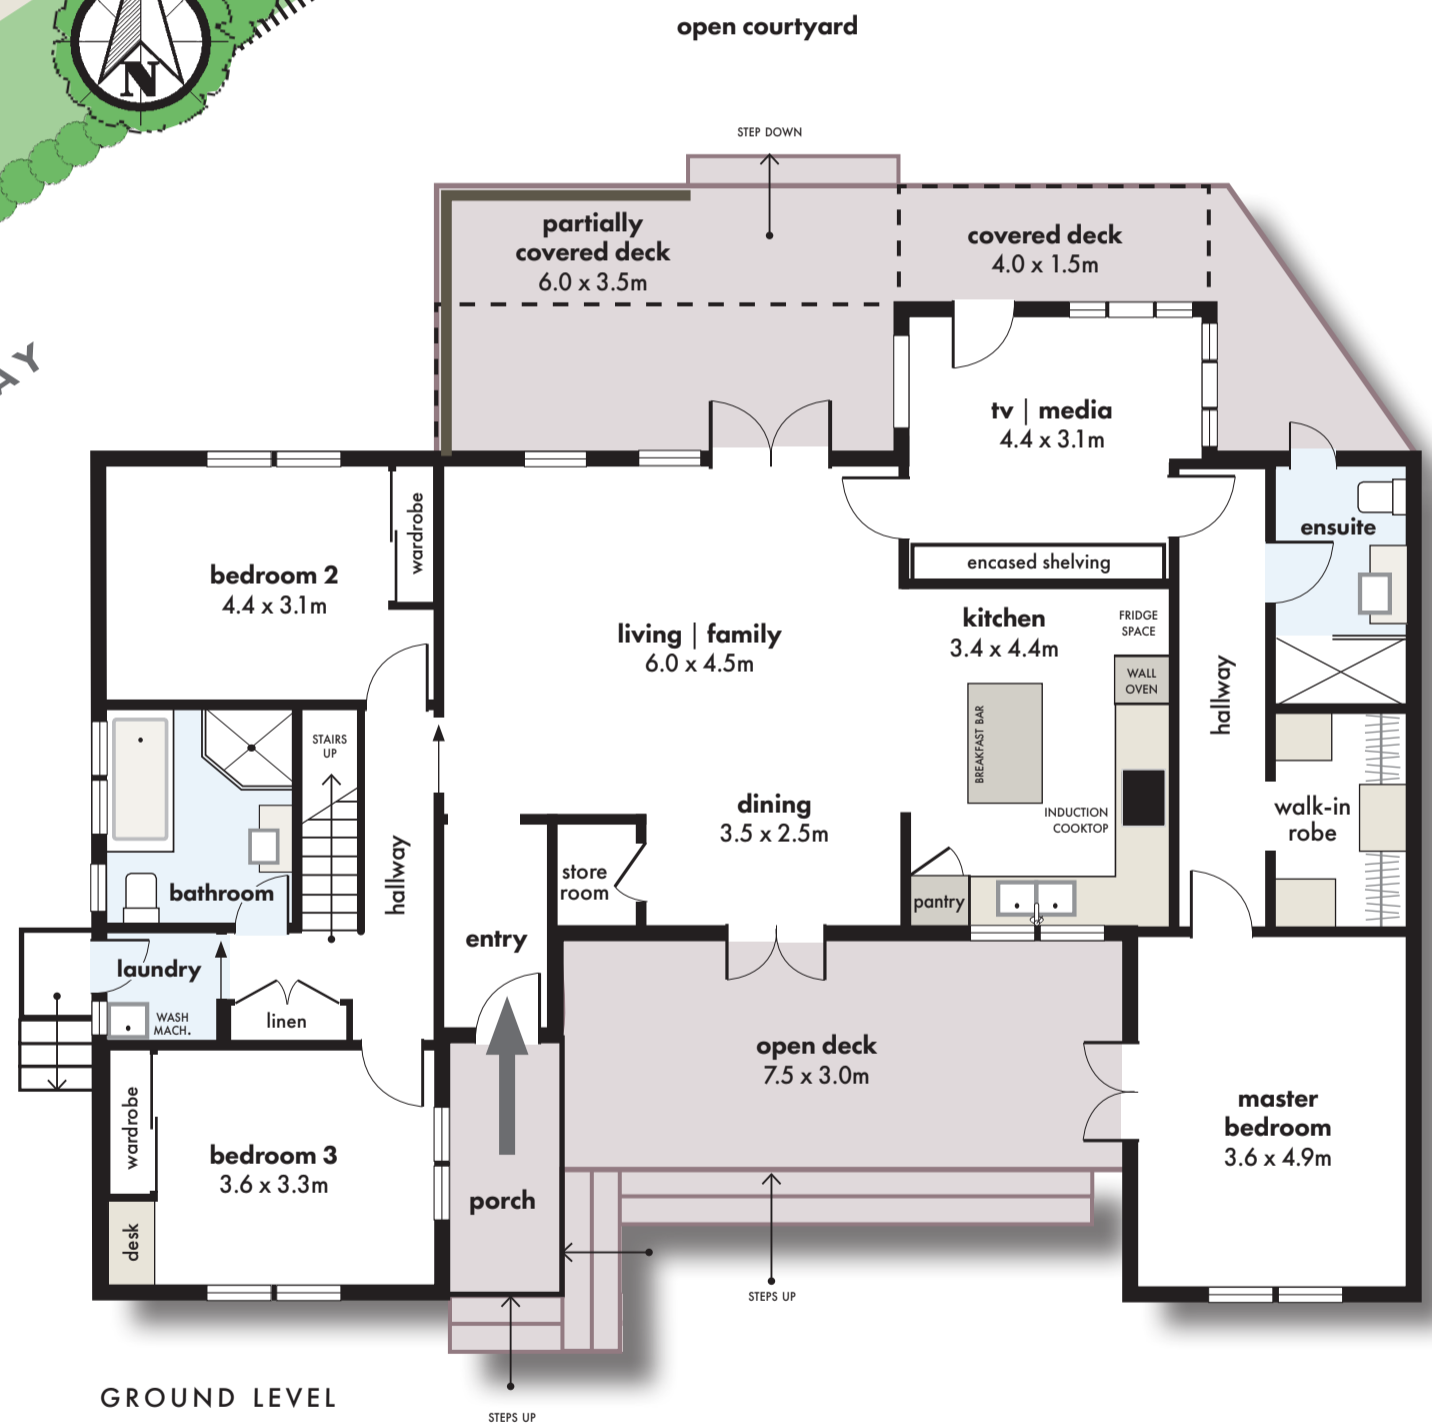 open courtyard
N
STEP DOWN
partially
covered deck
6.0 x 3.5m
covered deck
4.0 x 1.5m
AY
tv | media
4.4 x 3.1m
wardrobe
bedroom 2
4.4 x 3.1m
ensuite
encased shelving
living | family
6.0 x 4.5m
kitchen
3.4 x 4.4m
FRIDGE
SPACE
WALL
OVEN
hallway
STAIRS
UP
BREAKFAST BAR
dining
3.5 x 2.5m
INDUCTION
COOKTOP
walk-in
robe
hallway
store
room
bathroom
pantry
entry
laundry
WASH
MACH.
linen
open deck
7.5 x 3.0m
wardrobe
bedroom 3
3.6 x 3.3m
master
bedroom
3.6 x 4.9m
porch
desk
STEPS UP
GROUND LEVEL
STEPS UP